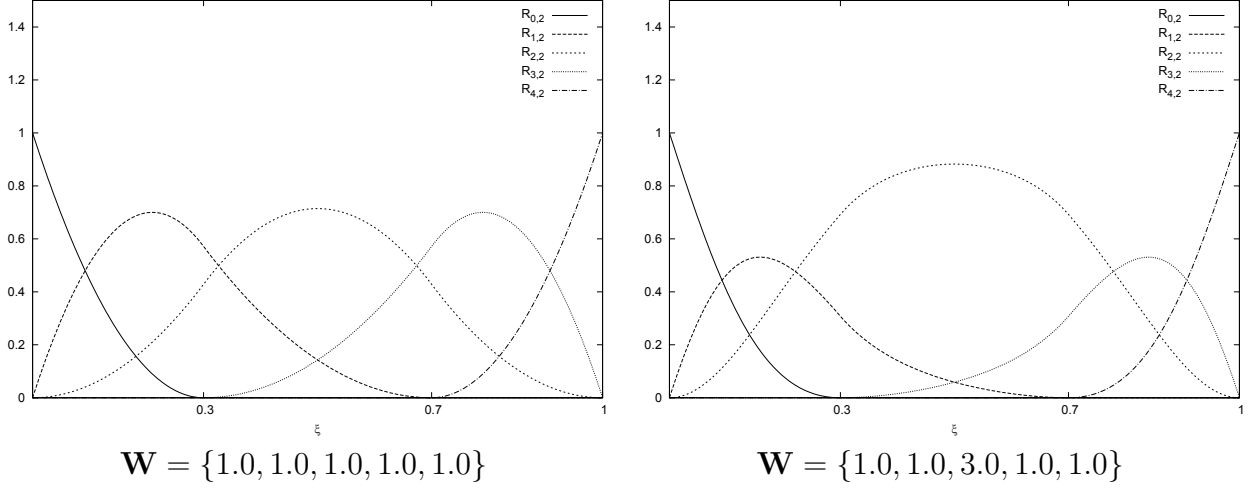 1.4
1.2
1
0.8
0.6
0.4
0.2
0
0.3
0.7
1
ξ
R0,2
R1,2
R2,2
R3,2
R4,2
W = {1.0, 1.0, 1.0, 1.0, 1.0}
1.4
1.2
1
0.8
0.6
0.4
0.2
0
0.3
0.7
1
ξ
R0,2
R1,2
R2,2
R3,2
R4,2
W = {1.0, 1.0, 3.0, 1.0, 1.0}